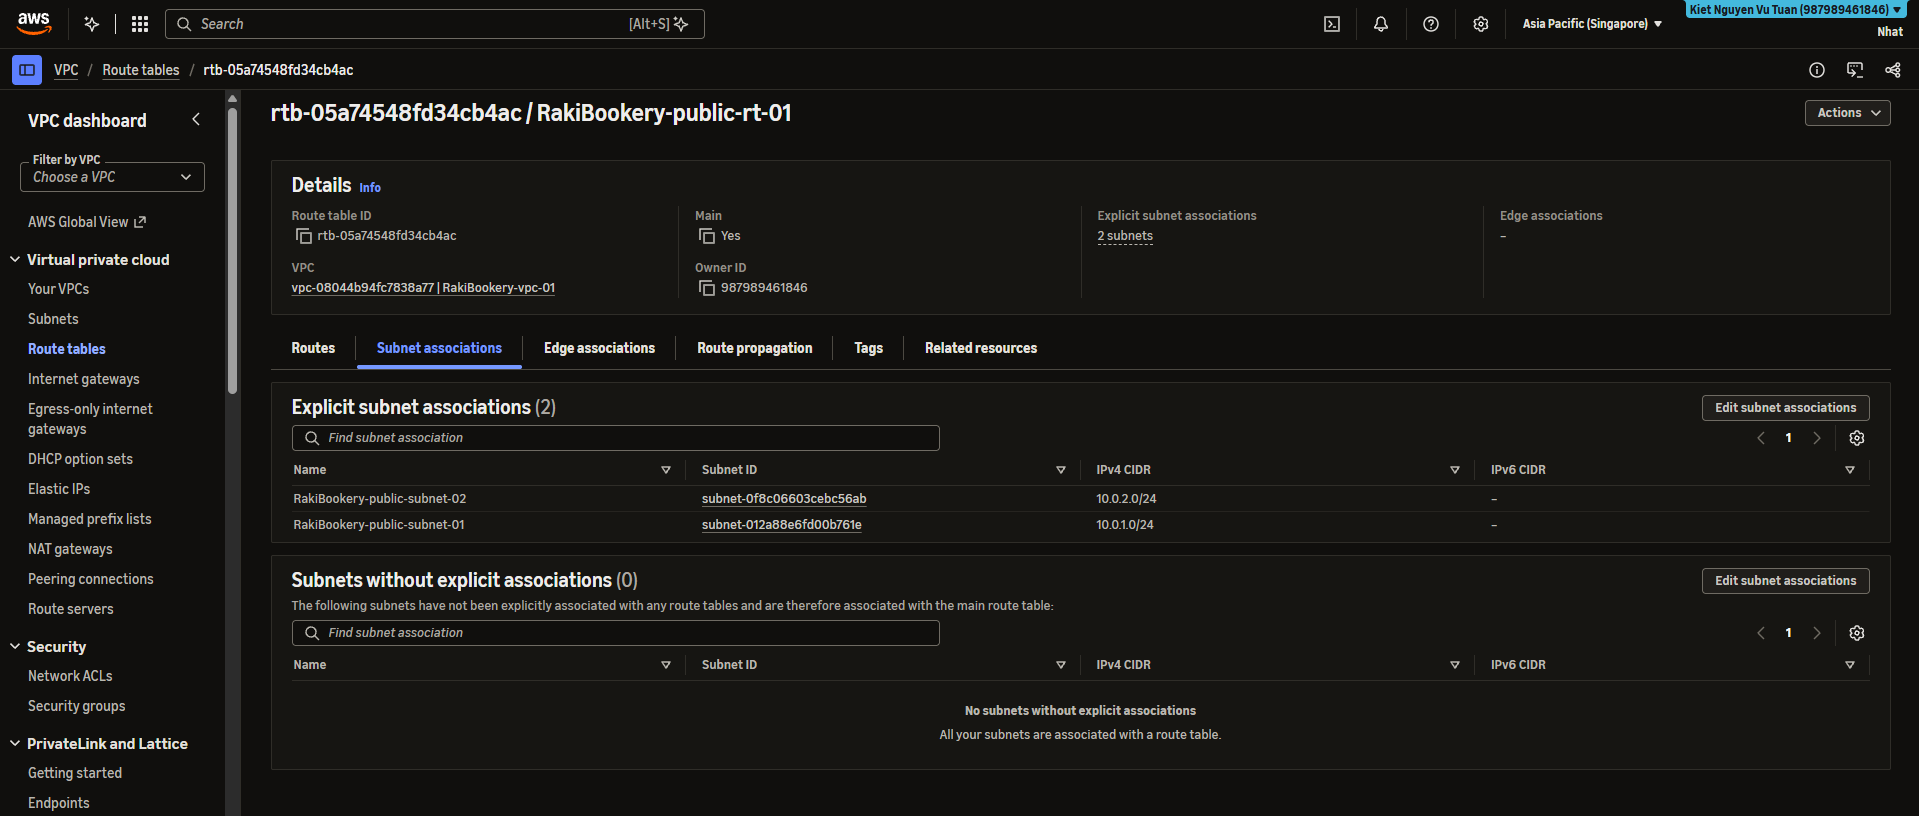 aws
Search
[Alt+S]
Asia Pacific (Singapore)
Kiet Nguyen Vu Tuan (987989461846)
Nhat
VPC / Route tables / rtb-05a74548fd34cb4ac
VPC dashboard
Filter by VPC
Choose a VPC
AWS Global View
Virtual private cloud
Your VPCs
Subnets
Route tables
Internet gateways
Egress-only internet
gateways
DHCP option sets
Elastic IPs
Managed prefix lists
NAT gateways
Peering connections
Route servers
Security
Network ACLs
Security groups
PrivateLink and Lattice
Getting started
Endpoints
rtb-05a74548fd34cb4ac / RakiBookery-public-rt-01
Actions
Details Info
Route table ID
rtb-05a74548fd34cb4ac
Main
Yes
Explicit subnet associations
2 subnets
Edge associations
–
VPC
vpc-08044b94fc7838a77 | RakiBookery-vpc-01
Owner ID
987989461846
Routes
Subnet associations
Edge associations
Route propagation
Tags
Related resources
Explicit subnet associations (2)
Edit subnet associations
Find subnet association
1
Name Subnet ID IPv4 CIDR IPv6 CIDR
RakiBookery-public-subnet-02 subnet-0f8c06603cebc56ab 10.0.2.0/24 –
RakiBookery-public-subnet-01 subnet-012a88e6fd00b761e 10.0.1.0/24 –
Subnets without explicit associations (0)
Edit subnet associations
The following subnets have not been explicitly associated with any route tables and are therefore associated with the main route table:
Find subnet association
1
Name Subnet ID IPv4 CIDR IPv6 CIDR
No subnets without explicit associations
All your subnets are associated with a route table.